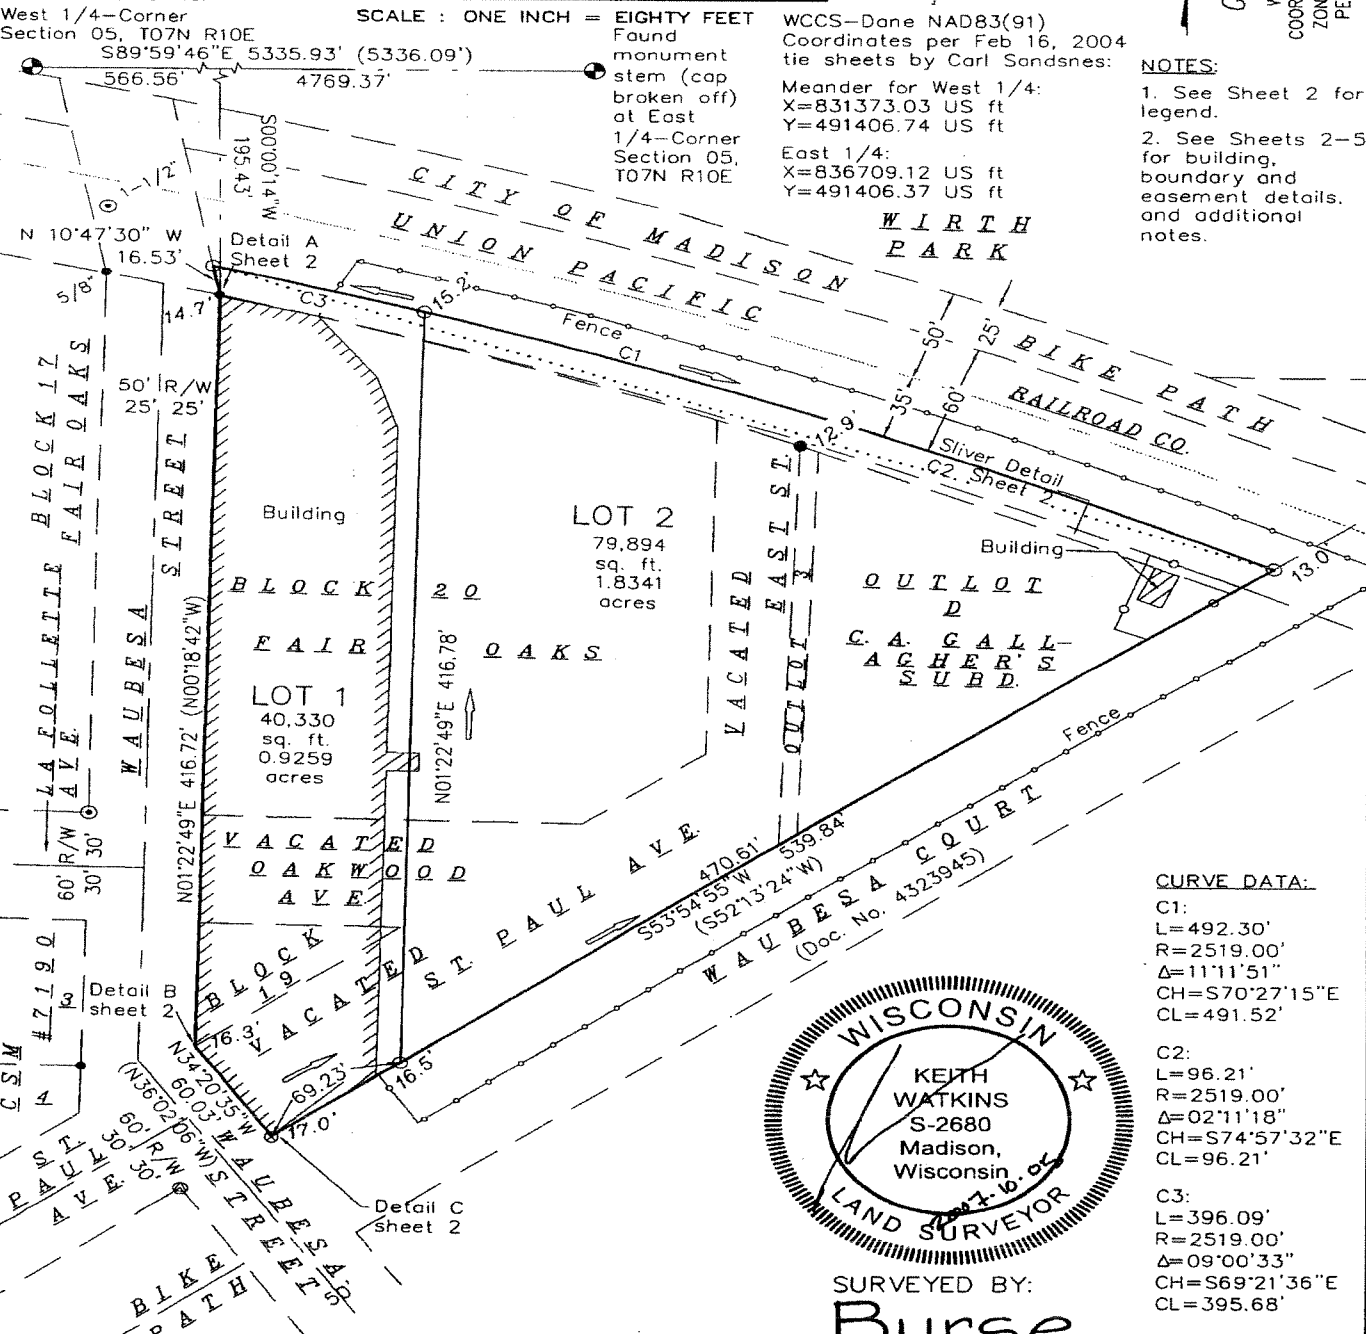 West 1/4-Corner
Section 05, T07N R10E
S89°59'46"E 5335.93' (5336.09')
566.56' 4769.37'
SCALE : ONE INCH = EIGHTY FEET
Found
monument
stem (cap
broken off)
at East
1/4-Corner
Section 05,
T07N R10E
WCCS-Dane NAD83(91)
Coordinates per Feb 16, 2004
tie sheets by Carl Sandsnes:
Meander for West 1/4:
X=831373.03 US ft
Y=491406.74 US ft
East 1/4:
X=836709.12 US ft
Y=491406.37 US ft
NOTES:
1. See Sheet 2 for
legend.
2. See Sheets 2-5
for building,
boundary and
easement details,
and additional
notes.
S00°00'14"W
195.43'
1-1/2"
N 10°47'30" W
16.53'
Detail A
Sheet 2
5/8"
14.7'
CITY OF MADISON
UNION PACIFIC
RAILROAD CO.
WIRTH
PARK
BIKE PATH
C3
15.2'
Fence
C1
50'
25'
35'
60'
12.9'
Sliver Detail
C2. Sheet 2
13.0'
50' R/W
25' 25'
LAFOLLETTE BLOCK 17
AVE. FAIR OAKS
WAUBESA STREET
Building
LOT 2
79,894
sq. ft.
1.8341
acres
Building
BLOCK 20
FAIR OAKS
VACATED EAST ST.
OUTLOT 3
OUTLOT
D
C. A. GALL-
AGHER'S
SUBD.
LOT 1
40,330
sq. ft.
0.9259
acres
N01°22'49"E 416.78'
N01°22'49"E 416.72' (N00°18'42"W)
Fence
60' R/W
30' 30'
VACATED
OAKWOOD
AVE
BLOCK
19
VACATED ST. PAUL AVE.
470.61' 539.84'
S53°54'55"W
(S52°13'24"W)
WAUBESA COURT
(Doc. No. 4323945)
CSM #7190
3
4
Detail B
sheet 2
16.3'
N34°20'35"W
60.03'
(N36°02'06"W)
69.23'
16.5'
17.0'
60' R/W
30' 30'
ST.
PAUL
AVE.
WAUBESA
STREET
50'
Detail C
sheet 2
BIKE
PATH
WISCONSIN
KEITH
WATKINS
S-2680
Madison,
Wisconsin
LAND SURVEYOR
SURVEYED BY:
Burse
CURVE DATA:
C1:
L=492.30'
R=2519.00'
Δ=11°11'51"
CH=S70°27'15"E
CL=491.52'
C2:
L=96.21'
R=2519.00'
Δ=02°11'18"
CH=S74°57'32"E
CL=96.21'
C3:
L=396.09'
R=2519.00'
Δ=09°00'33"
CH=S69°21'36"E
CL=395.68'